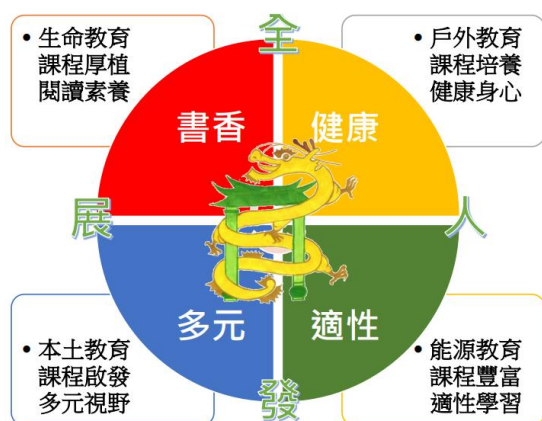 • 生命教育
課程厚植
閱讀素養
全
• 戶外教育
課程培養
健康身心
書香
健康
展
人
多元
適性
• 本土教育
課程啟發
多元視野
發
• 能源教育
課程豐富
適性學習